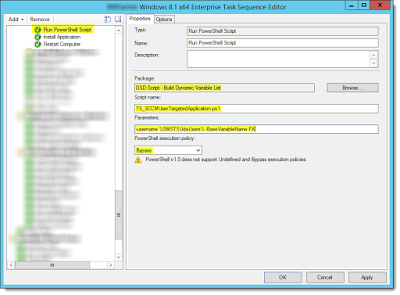 Windows 8.1 x64 Enterprise Task Sequence Editor
Add Remove
Run PowerShell Script
Install Application
Restart Computer
Properties Options
Type: Run PowerShell Script
Name: Run PowerShell Script
Description:
Package:
OSD Script - Build Dynamic Variable List Browse...
Script name:
TS_SCCMUserTargetedApplication.ps1
Parameters:
-username '%SMSTSUdaUsers%' -BaseVariableName FX
PowerShell execution policy:
Bypass
PowerShell v1.0 does not support Undefined and Bypass execution policies.
OK Cancel Apply